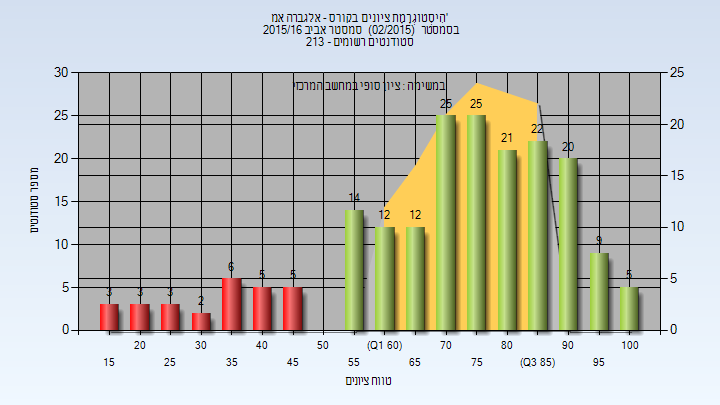 היסטוגרמת ציונים בקורס - אלגברה אמ'
בסמסטר (02/2015) סמסטר אביב 2015/16
סטודנטים רשומים - 213
במשימה : ציון סופי במחשב המרכזי
מספר סטודנטים
30 25 20 15 10 5 0
25 20 15 10 5 0
3 3 3 2 6 5 5 14 12 12 25 25 21 22 20 9 5
20 30 40 50 (Q1 60) 70 80 90 100
15 25 35 45 55 65 75 (Q3 85) 95
טווח ציונים